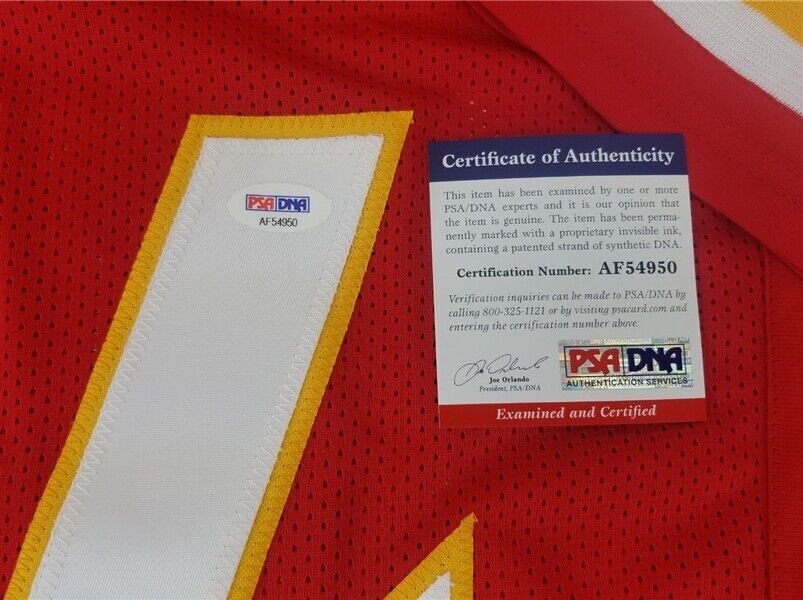 PSA DNA
AF54950
Certificate of Authenticity
This item has been examined by one or more
PSA/DNA experts and it is our opinion that
the item is genuine. The item has been perma-
nently marked with a proprietary invisible ink,
containing a patented strand of synthetic DNA.
Certification Number: AF54950
Verification inquiries can be made to PSA/DNA by
calling 800-325-1121 or by visiting psacard.com and
entering the certification number above.
Joe Orlando
President, PSA/DNA
PSA DNA
AUTHENTICATION SERVICES
Examined and Certified